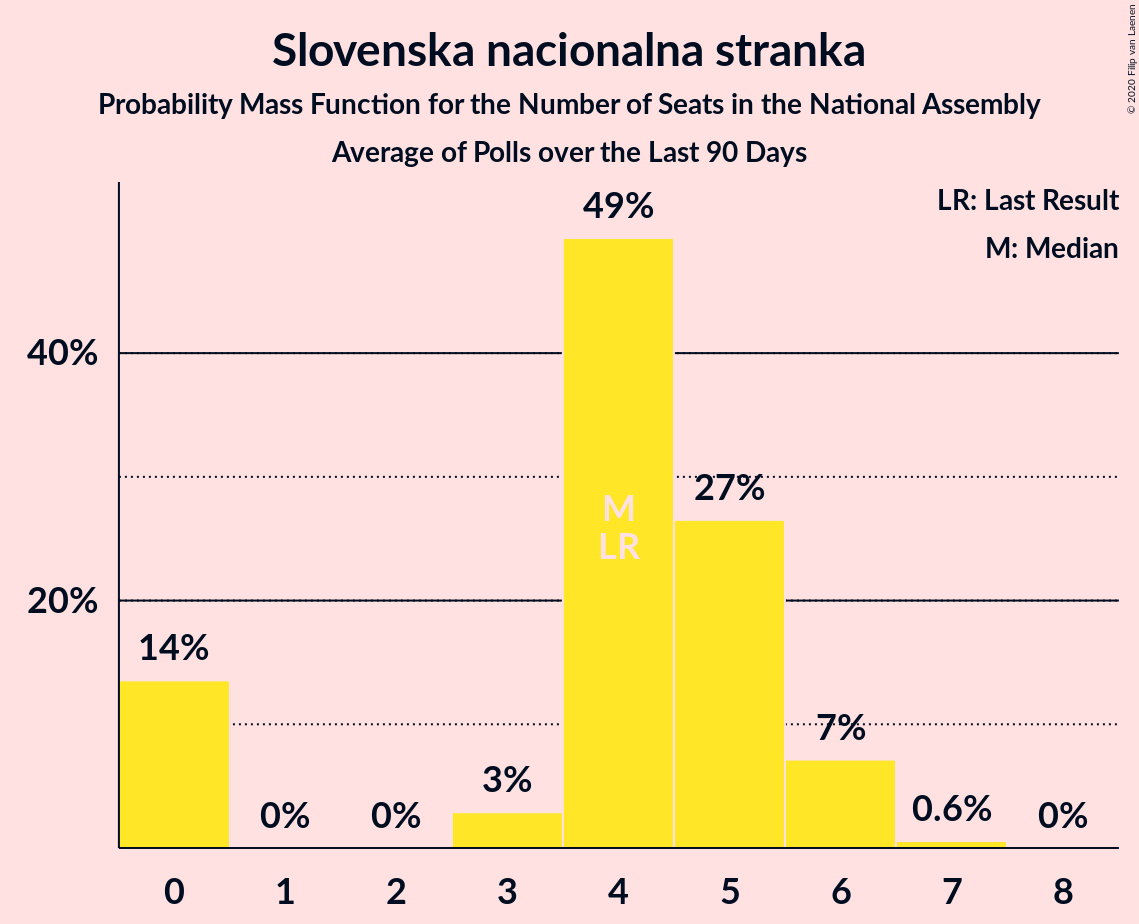 Slovenska nacionalna stranka
Probability Mass Function for the Number of Seats in the National Assembly
Average of Polls over the Last 90 Days
© 2020 Filip van Laenen
LR: Last Result
M: Median
49%
40%
27%
M
LR
20%
14%
7%
3%
0.6%
0%
0%
0%
0 1 2 3 4 5 6 7 8